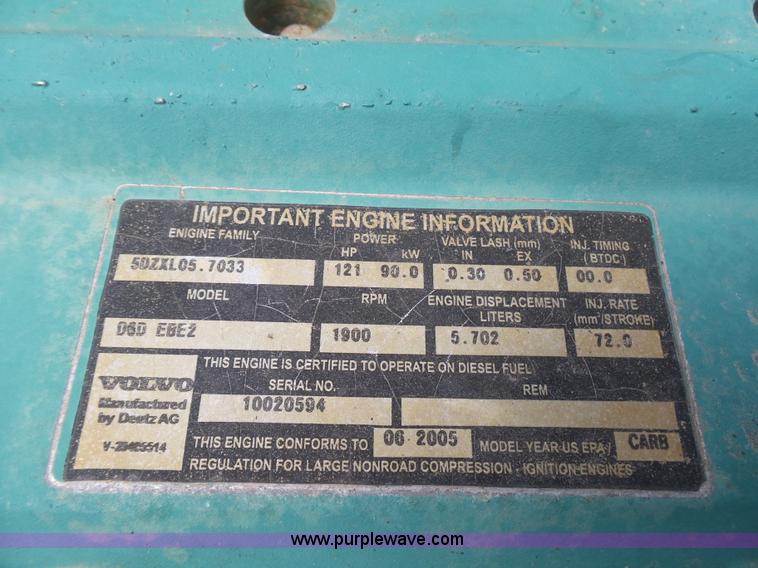 IMPORTANT ENGINE INFORMATION
ENIGINE FAMILY POWER VALVE LASH (mm) INJ. TIMING
HP kW IN EX (BTDC)
5DZXL05.7033 121 90.0 0.30 0.50 00.0
MODEL RPM ENGINE DISPLACEMENT INJ. RATE
LITERS (mm³/STROKE)
D6D EBE2 1900 5.702 72.0
THIS ENGINE IS CERTIFIED TO OPERATE ON DIESEL FUEL
SERIAL NO. REM
VOLVO
Manufactured
by Deutz AG
10020594
THIS ENGINE CONFORMS TO 06 2005 MODEL YEAR US EPA/ CARB
REGULATION FOR LARGE NONROAD COMPRESSION - IGNITION ENGINES
www.purplewave.com